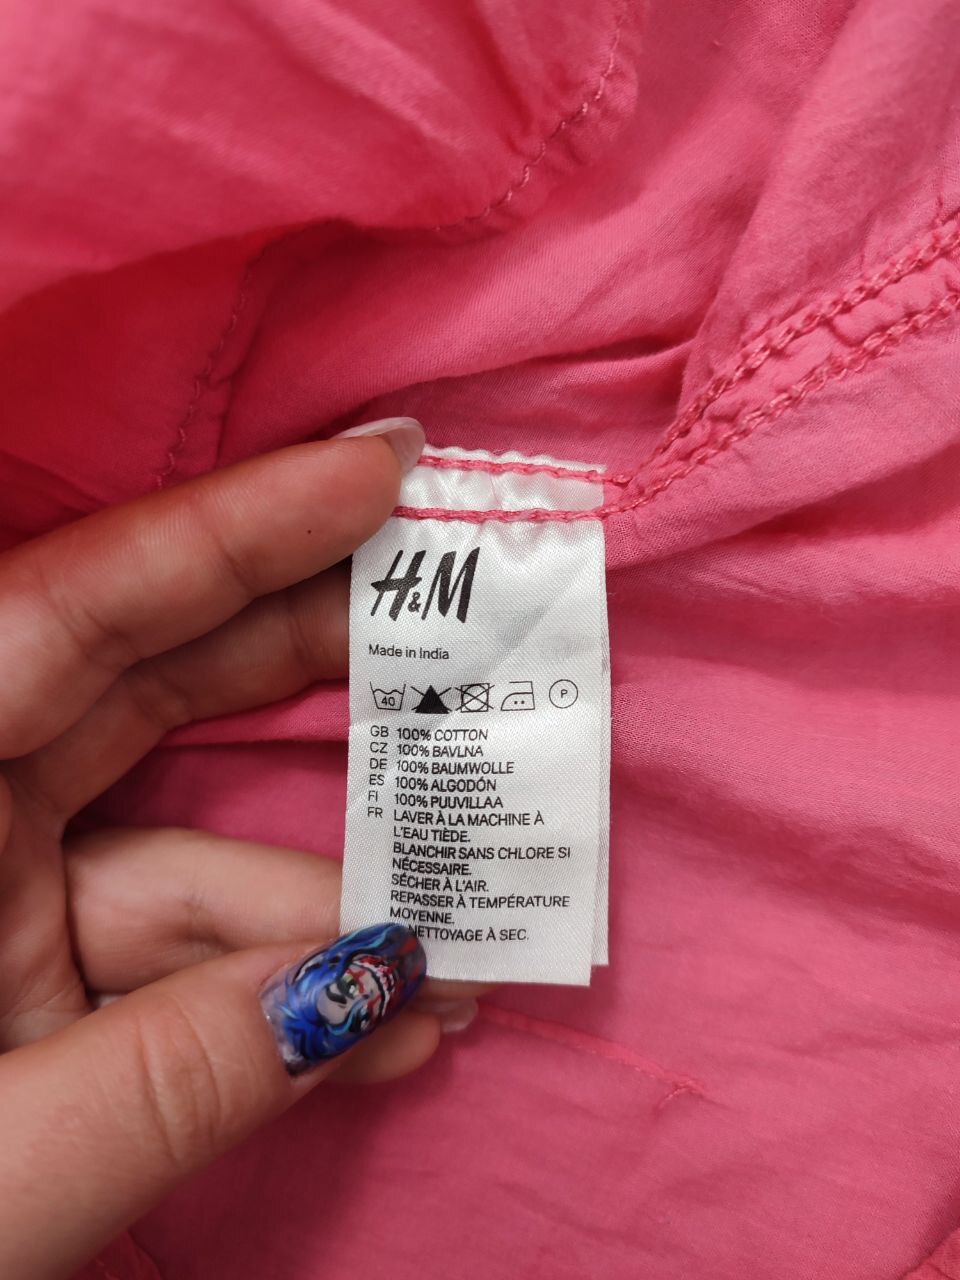 H&M
Made in India
40 P
GB 100% COTTON
CZ 100% BAVLNA
DE 100% BAUMWOLLE
ES 100% ALGODÓN
FI 100% PUUVILLAA
FR LAVER À LA MACHINE À
L'EAU TIÈDE.
BLANCHIR SANS CHLORE SI
NÉCESSAIRE.
SÉCHER À L'AIR.
REPASSER À TEMPÉRATURE
MOYENNE.
NETTOYAGE À SEC.